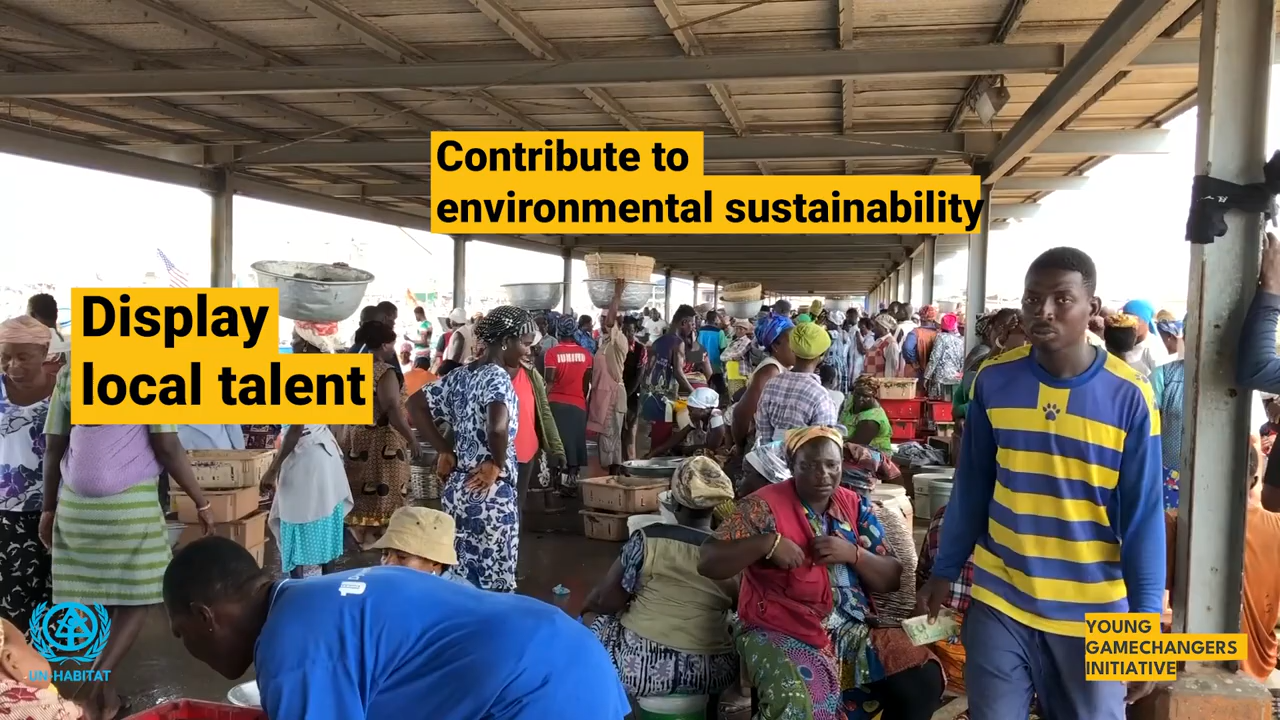 Contribute to
environmental sustainability
Display
local talent
UN-HABITAT
YOUNG
GAMECHANGERS
INITIATIVE